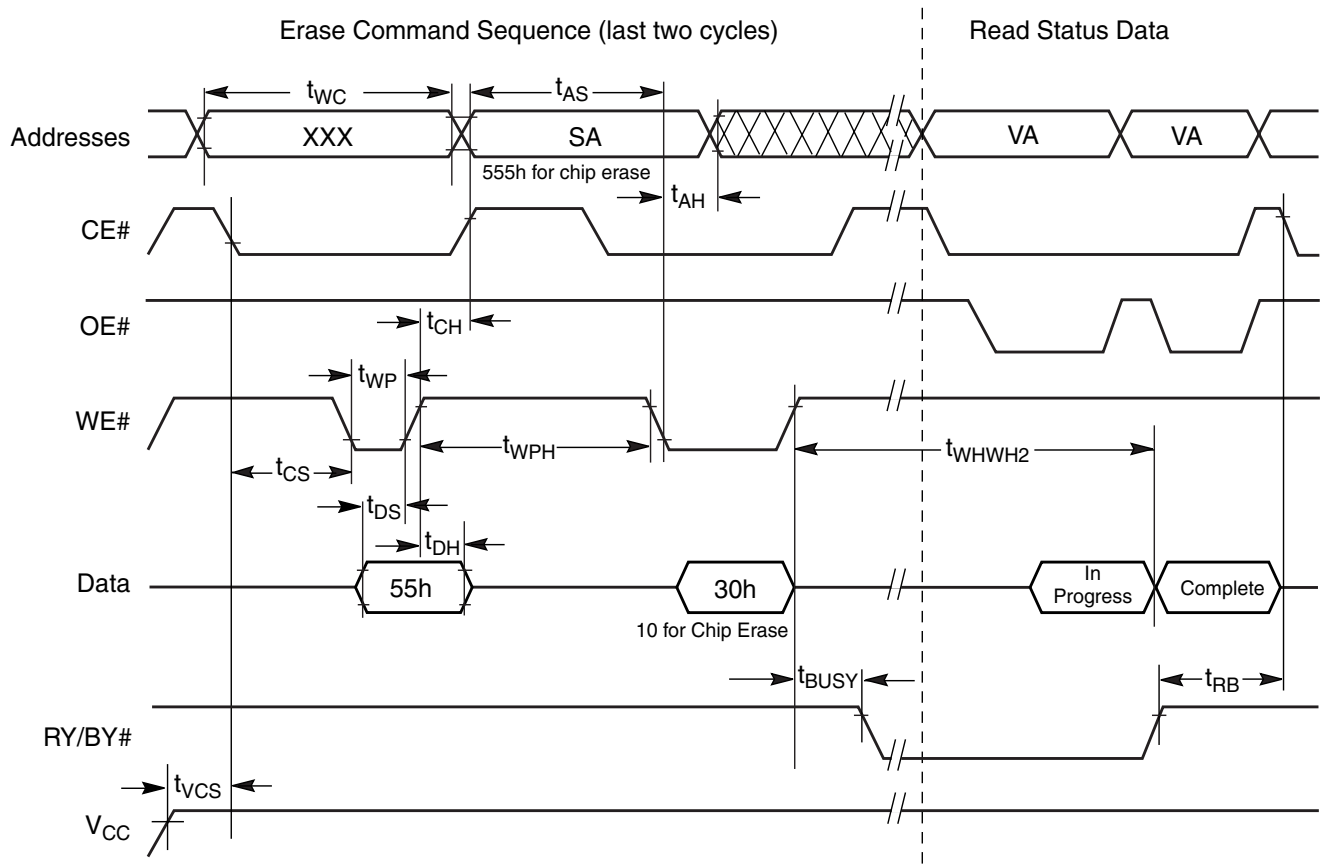 Erase Command Sequence (last two cycles) Read Status Data
tWC tAS
Addresses XXX SA VA VA
555h for chip erase
tAH
CE#
OE#
tCH
tWP
WE#
tWPH tWHWH2
tCS
tDS
tDH
Data 55h 30h In Progress Complete
10 for Chip Erase
tBUSY tRB
RY/BY#
tVCS
VCC